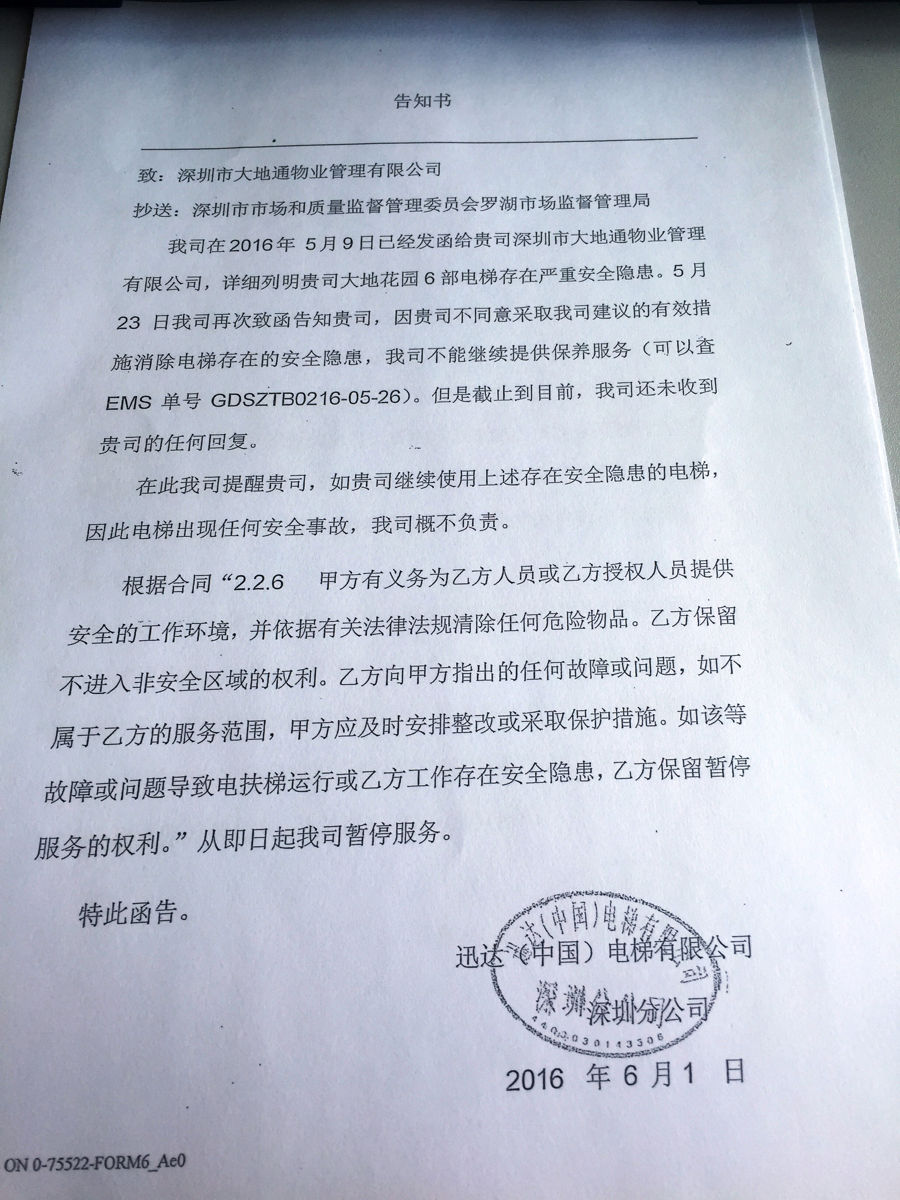 告知书
致：深圳市大地通物业管理有限公司
抄送：深圳市市场和质量监督管理委员会罗湖市场监督管理局
我司在2016年 5月9日已经发函给贵司深圳市大地通物业管理
有限公司，详细列明贵司大地花园6部电梯存在严重安全隐患。5月
23 日我司再次致函告知贵司，因贵司不同意采取我司建议的有效措
施消除电梯存在的安全隐患，我司不能继续提供保养服务（可以查
EMS 单号 GDSZTB0216-05-26）。但是截止到目前，我司还未收到
贵司的任何回复。
在此我司提醒贵司，如贵司继续使用上述存在安全隐患的电梯，
因此电梯出现任何安全事故，我司概不负责。
根据合同“2.2.6 甲方有义务为乙方人员或乙方授权人员提供
安全的工作环境，并依据有关法律法规清除任何危险物品。乙方保留
不进入非安全区域的权利。乙方向甲方指出的任何故障或问题，如不
属于乙方的服务范围，甲方应及时安排整改或采取保护措施。如该等
故障或问题导致电扶梯运行或乙方工作存在安全隐患，乙方保留暂停
服务的权利。”从即日起我司暂停服务。
特此函告。
迅达（中国）电梯有限公司
深圳分公司
迅达(中国)电梯有限公司
深圳分公司
4403030143306
2016 年 6 月 1 日
ON 0-75522-FORM6_Ae0